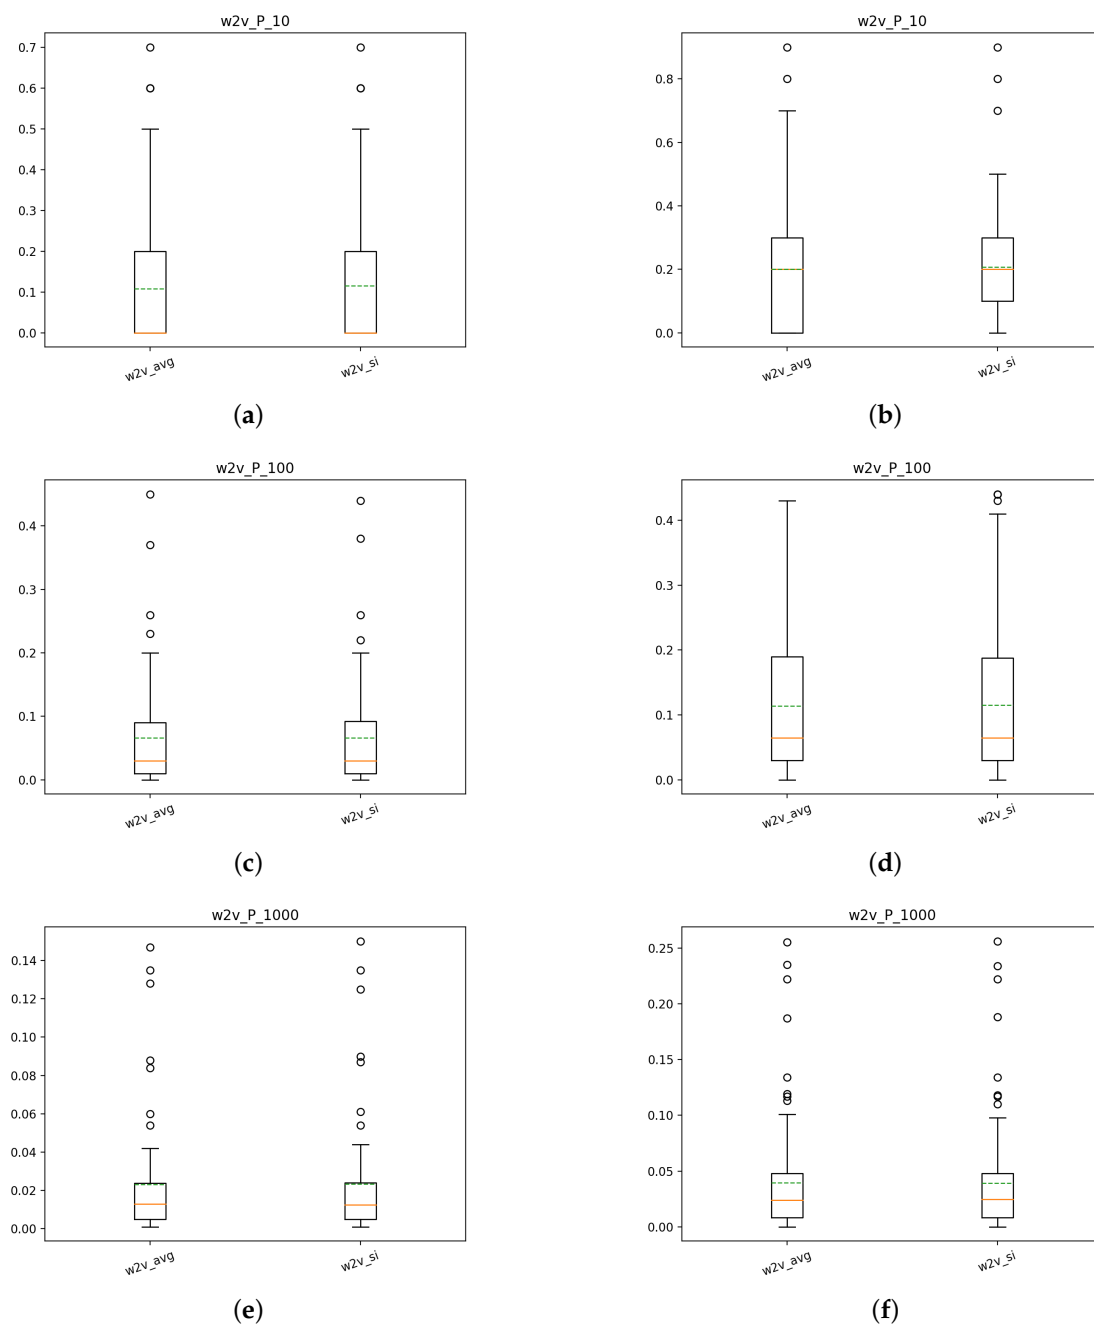 w2v_P_10
0.7
0.6
0.5
0.4
0.3
0.2
0.1
0.0
w2v_avg
w2v_si
(a)
w2v_P_10
0.8
0.6
0.4
0.2
0.0
w2v_avg
w2v_si
(b)
w2v_P_100
0.4
0.3
0.2
0.1
0.0
w2v_avg
w2v_si
(c)
w2v_P_100
0.4
0.3
0.2
0.1
0.0
w2v_avg
w2v_si
(d)
w2v_P_1000
0.14
0.12
0.10
0.08
0.06
0.04
0.02
0.00
w2v_avg
w2v_si
(e)
w2v_P_1000
0.25
0.20
0.15
0.10
0.05
0.00
w2v_avg
w2v_si
(f)